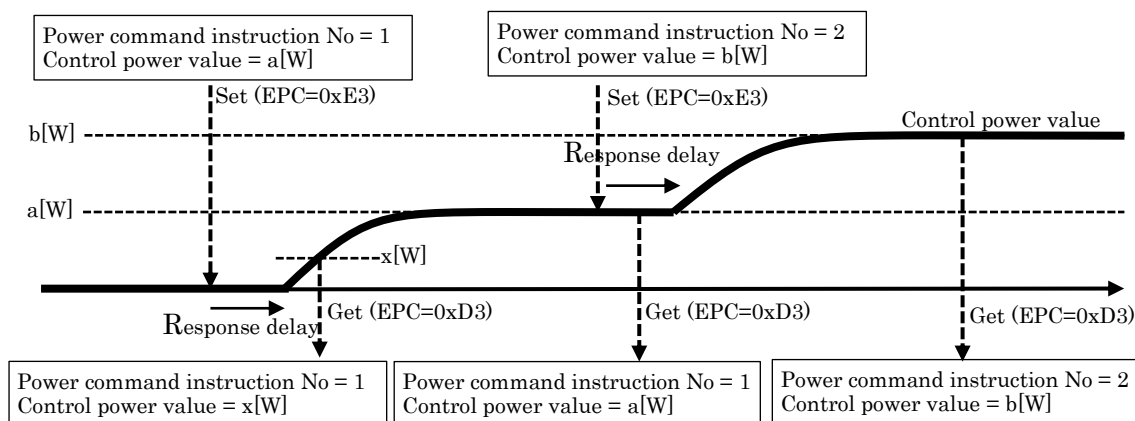 Power command instruction No = 1
Control power value = a[W]
Power command instruction No = 2
Control power value = b[W]
Set (EPC=0xE3)
Set (EPC=0xE3)
b[W]
Control power value
Response delay
a[W]
x[W]
Response delay
Get (EPC=0xD3)
Get (EPC=0xD3)
Get (EPC=0xD3)
Power command instruction No = 1
Control power value = x[W]
Power command instruction No = 1
Control power value = a[W]
Power command instruction No = 2
Control power value = b[W]